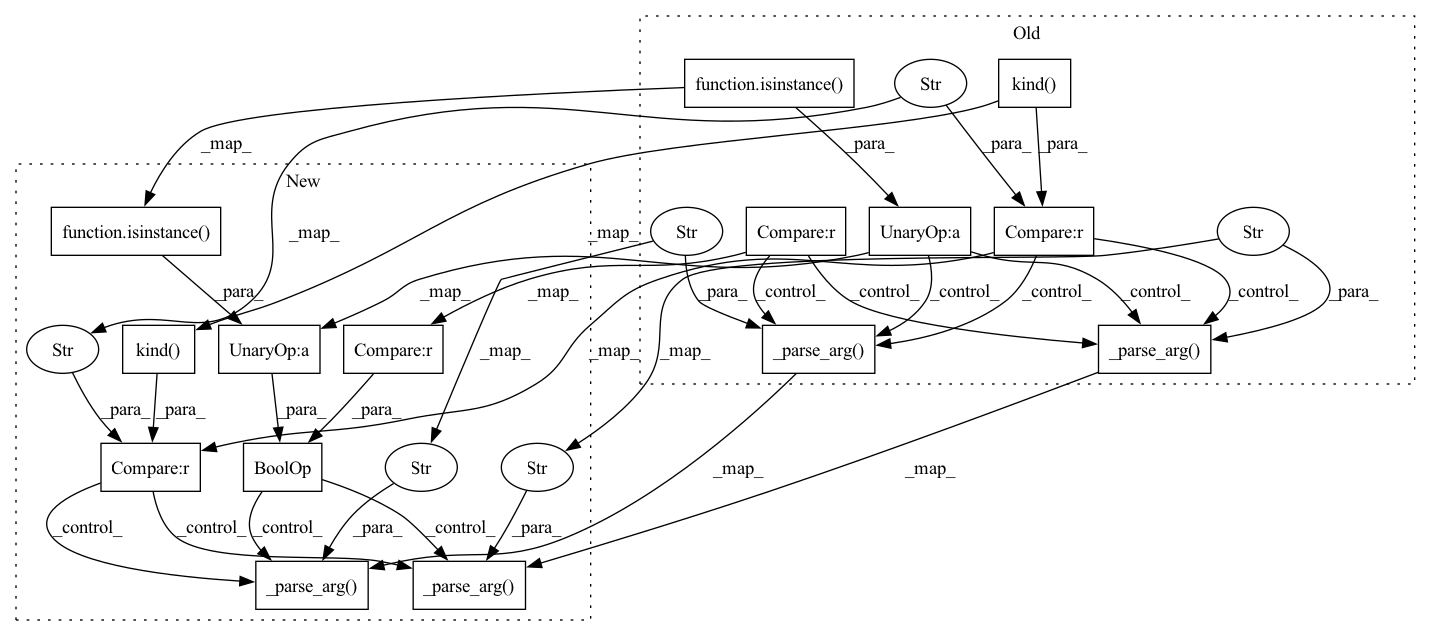 Old
function.isinstance()
Str
kind()
_map_
_para_
_para_
_para_
New
function.isinstance()
_map_
_map_
Str
Compare:r
UnaryOp:a
Compare:r
Str
_para_
_map_
_map_
_para_
_control_
_control_
_control_
_control_
_control_
_control_
_para_
Str
kind()
UnaryOp:a
Compare:r
_map_
_map_
_map_
_parse_arg()
_parse_arg()
_para_
_para_
_para_
_para_
Compare:r
BoolOp
Str
Str
_map_
_map_
_control_
_control_
_control_
_para_
_control_
_para_
_parse_arg()
_parse_arg()